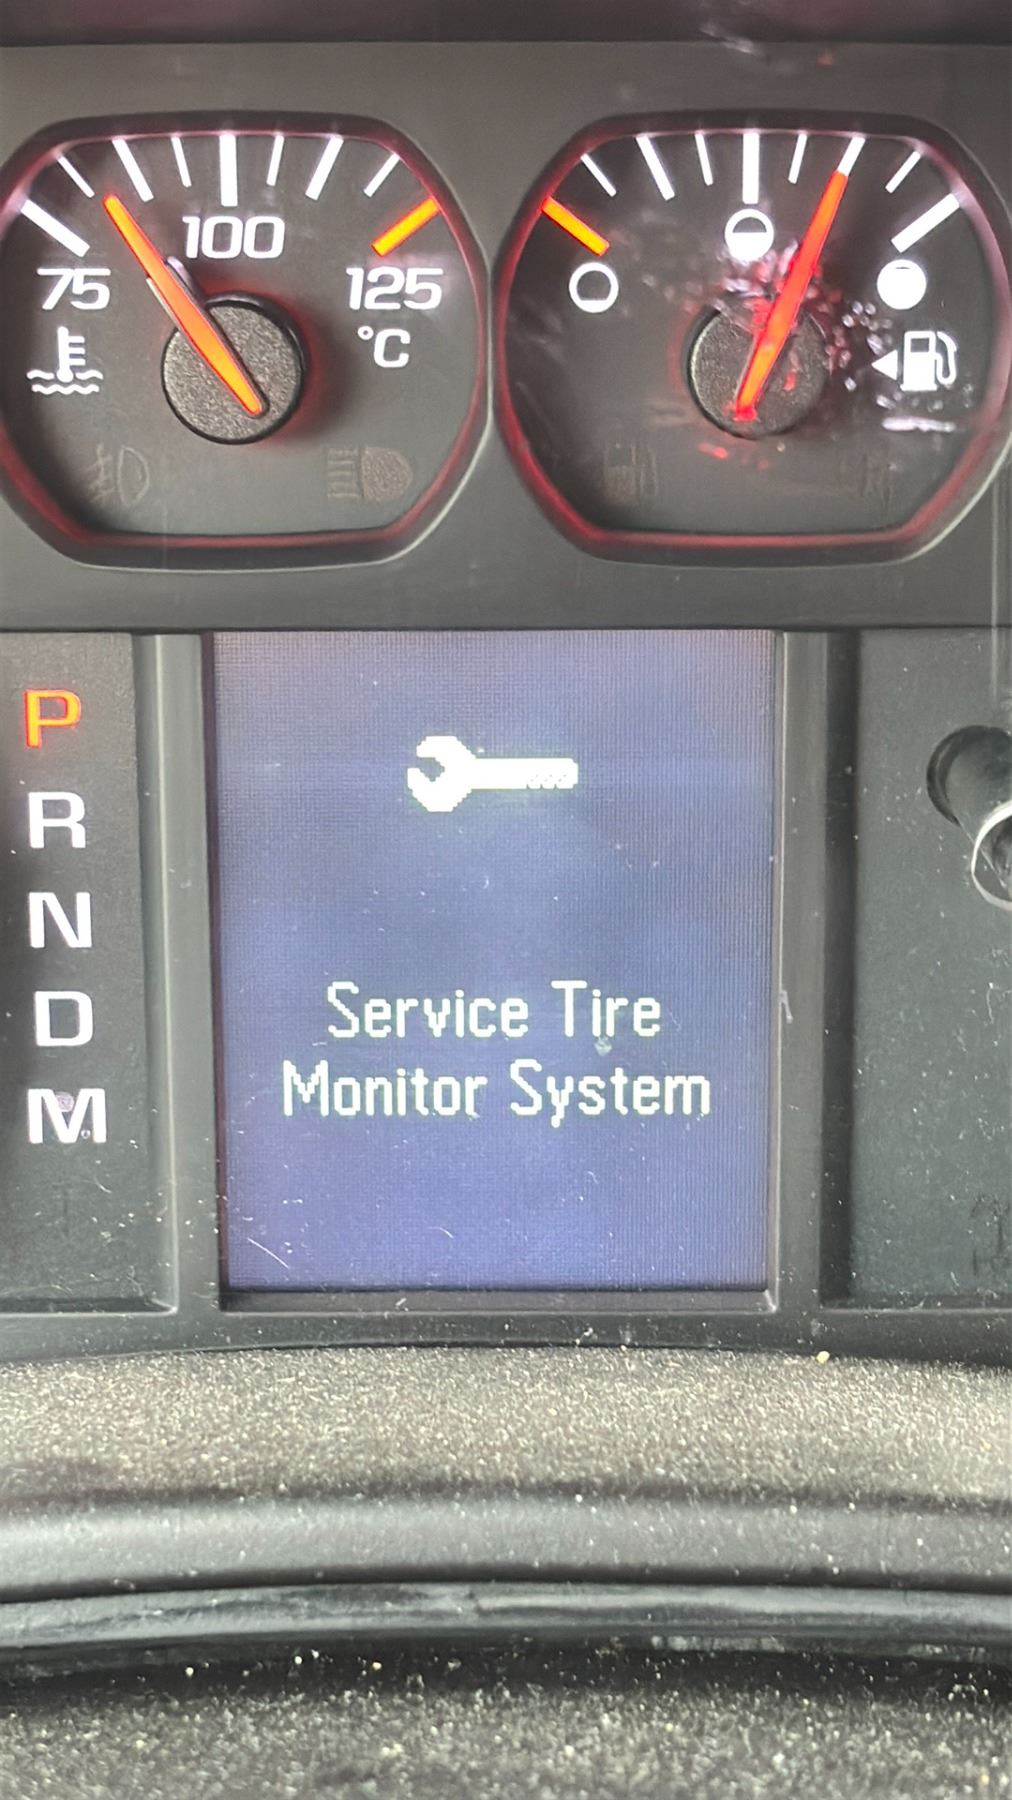 100
75
125
°C
P
R
N
D
M
Service Tire
Monitor System